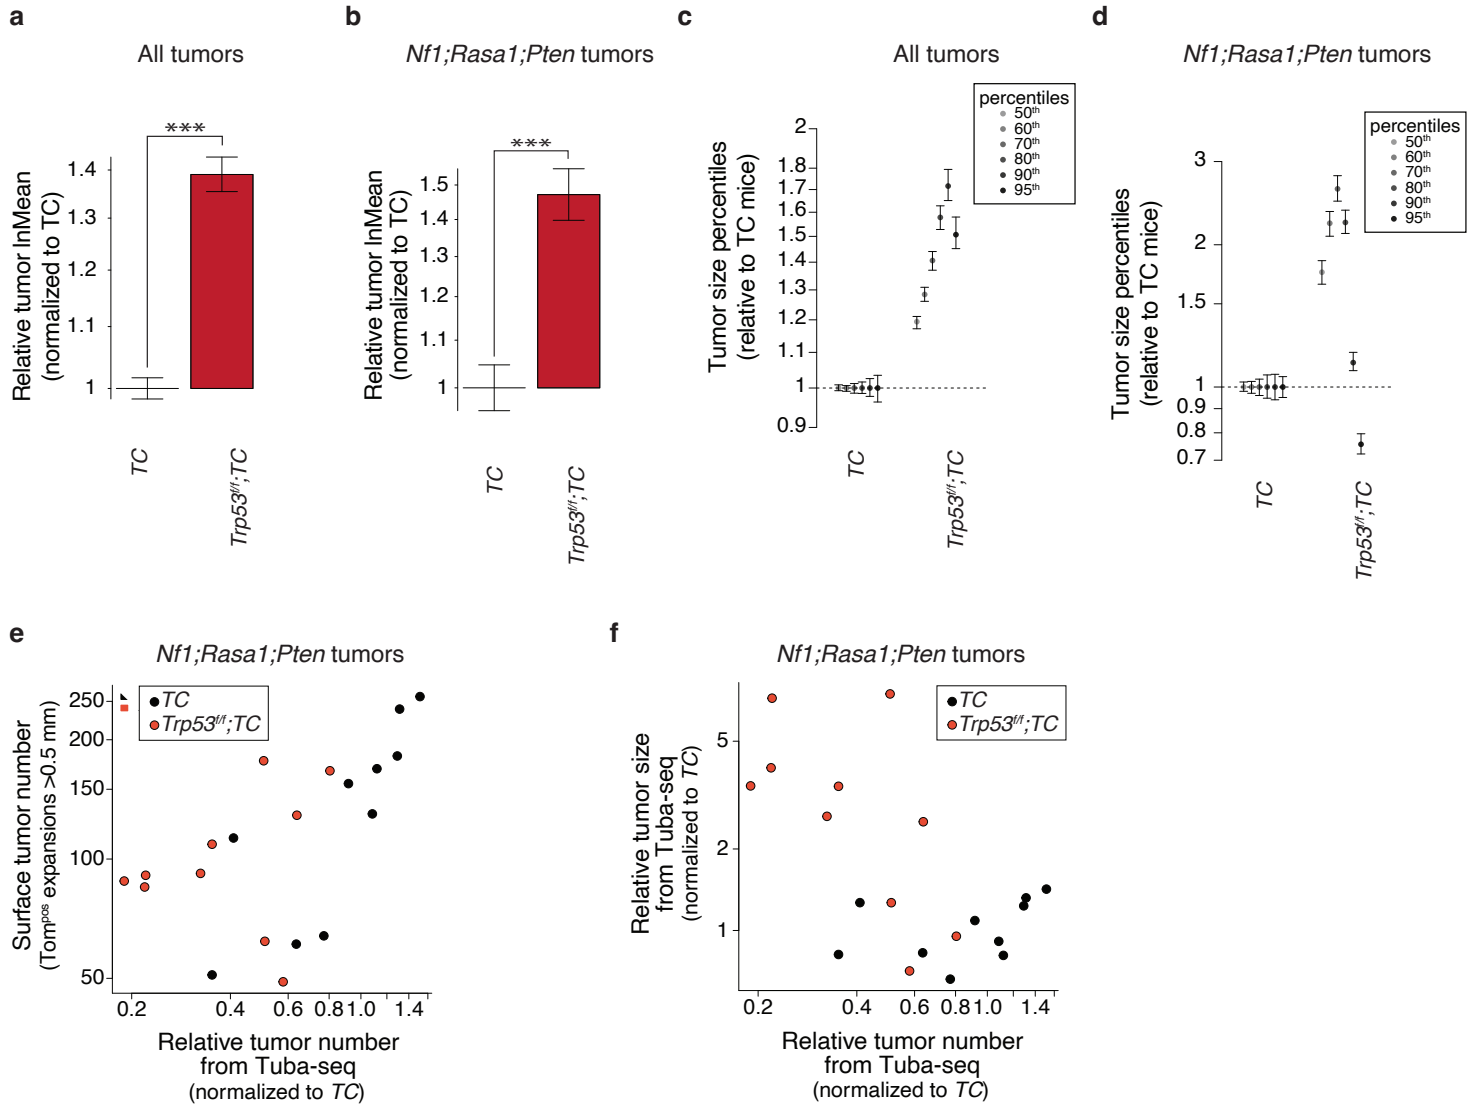 a
All tumors
Relative tumor lnMean
(normalized to TC)
1.4
1.3
1.2
1.1
1
***
TC
Trp53f/f;TC
b
Nf1;Rasa1;Pten tumors
Relative tumor lnMean
(normalized to TC)
1.5
1.4
1.3
1.2
1.1
1
***
TC
Trp53f/f;TC
c
All tumors
Tumor size percentiles
(relative to TC mice)
2
1.8
1.7
1.6
1.5
1.4
1.3
1.2
1.1
1
0.9
percentiles
50th
60th
70th
80th
90th
95th
TC
Trp53f/f;TC
d
Nf1;Rasa1;Pten tumors
Tumor size percentiles
(relative to TC mice)
3
2
1.5
1
0.9
0.8
0.7
percentiles
50th
60th
70th
80th
90th
95th
TC
Trp53f/f;TC
e
Nf1;Rasa1;Pten tumors
Surface tumor number
(Tompos expansions >0.5 mm)
250
200
150
100
50
TC
Trp53f/f;TC
0.2 0.4 0.6 0.8 1.0 1.4
Relative tumor number
from Tuba-seq
(normalized to TC)
f
Nf1;Rasa1;Pten tumors
Relative tumor size
from Tuba-seq
(normalized to TC)
5
2
1
TC
Trp53f/f;TC
0.2 0.4 0.6 0.8 1.0 1.4
Relative tumor number
from Tuba-seq
(normalized to TC)